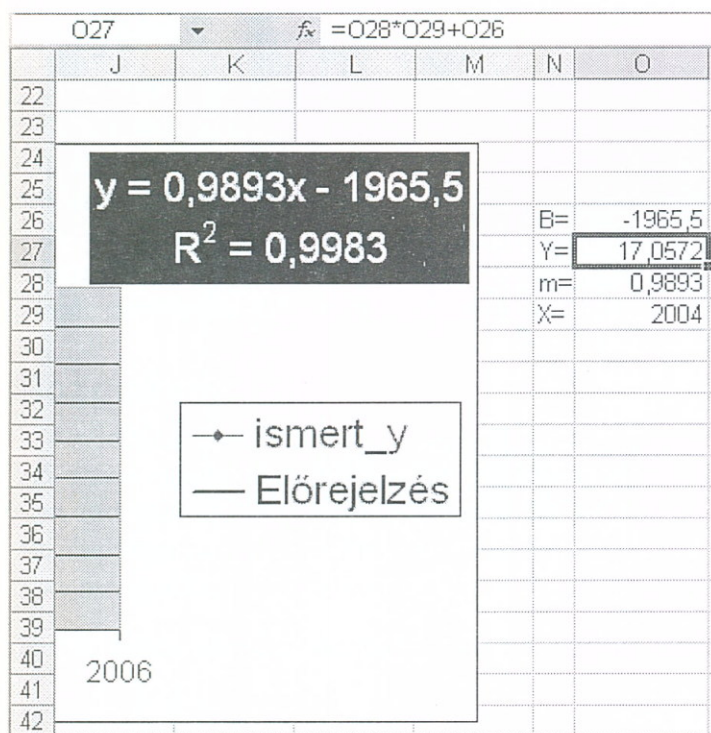 O27 fx =O28*O29+O26
J K L M N O
22
23
24
25 y = 0,9893x - 1965,5
26 B= -1965,5
27 R² = 0,9983 Y= 17,0572
28 m= 0,9893
29 X= 2004
30
31
32
33 ismert_y
34
35 Előrejelzés
36
37
38
39
40 2006
41
42